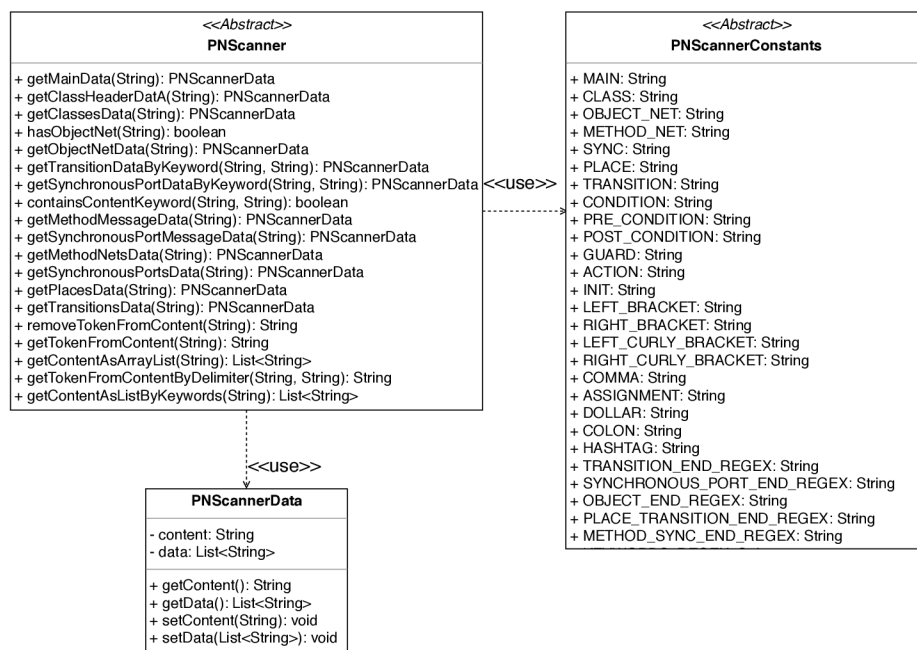 <<Abstract>>
PNScanner
+ getMainData(String): PNScannerData
+ getClassHeaderDatA(String): PNScannerData
+ getClassesData(String): PNScannerData
+ hasObjectNet(String): boolean
+ getObjectNetData(String): PNScannerData
+ getTransitionDataByKeyword(String, String): PNScannerData
+ getSynchronousPortDataByKeyword(String, String): PNScannerData
+ containsContentKeyword(String, String): boolean
+ getMethodMessageData(String): PNScannerData
+ getSynchronousPortMessageData(String): PNScannerData
+ getMethodNetsData(String): PNScannerData
+ getSynchronousPortsData(String): PNScannerData
+ getPlacesData(String): PNScannerData
+ getTransitionsData(String): PNScannerData
+ removeTokenFromContent(String): String
+ getTokenFromContent(String): String
+ getContentAsArrayList(String): List<String>
+ getTokenFromContentByDelimiter(String, String): String
+ getContentAsListByKeywords(String): List<String>
<<use>>
<<Abstract>>
PNScannerConstants
+ MAIN: String
+ CLASS: String
+ OBJECT_NET: String
+ METHOD_NET: String
+ SYNC: String
+ PLACE: String
+ TRANSITION: String
+ CONDITION: String
+ PRE_CONDITION: String
+ POST_CONDITION: String
+ GUARD: String
+ ACTION: String
+ INIT: String
+ LEFT_BRACKET: String
+ RIGHT_BRACKET: String
+ LEFT_CURLY_BRACKET: String
+ RIGHT_CURLY_BRACKET: String
+ COMMA: String
+ ASSIGNMENT: String
+ DOLLAR: String
+ COLON: String
+ HASHTAG: String
+ TRANSITION_END_REGEX: String
+ SYNCHRONOUS_PORT_END_REGEX: String
+ OBJECT_END_REGEX: String
+ PLACE_TRANSITION_END_REGEX: String
+ METHOD_SYNC_END_REGEX: String
<<use>>
PNScannerData
- content: String
- data: List<String>
+ getContent(): String
+ getData(): List<String>
+ setContent(String): void
+ setData(List<String>): void